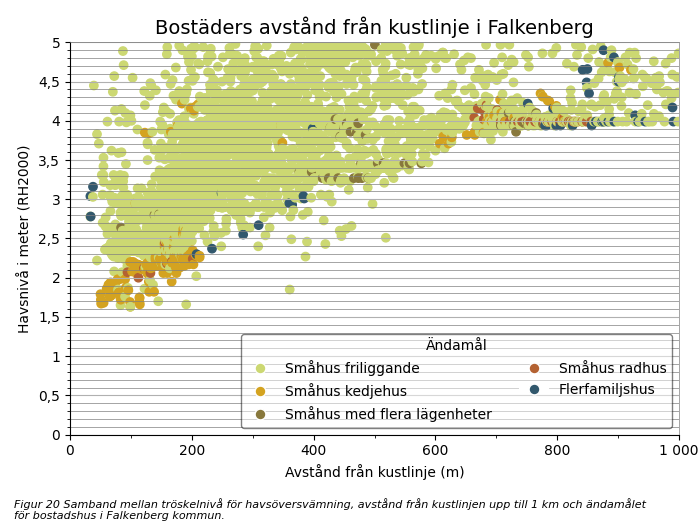 Bostäders avstånd från kustlinje i Falkenberg
Havsnivå i meter (RH2000)
5
4,5
4
3,5
3
2,5
2
1,5
1
0,5
0
Ändamål
Småhus friliggande
Småhus kedjehus
Småhus med flera lägenheter
Småhus radhus
Flerfamiljshus
0 200 400 600 800 1 000
Avstånd från kustlinje (m)
Figur 20 Samband mellan tröskelnivå för havsöversvämning, avstånd från kustlinjen upp till 1 km och ändamålet
för bostadshus i Falkenberg kommun.